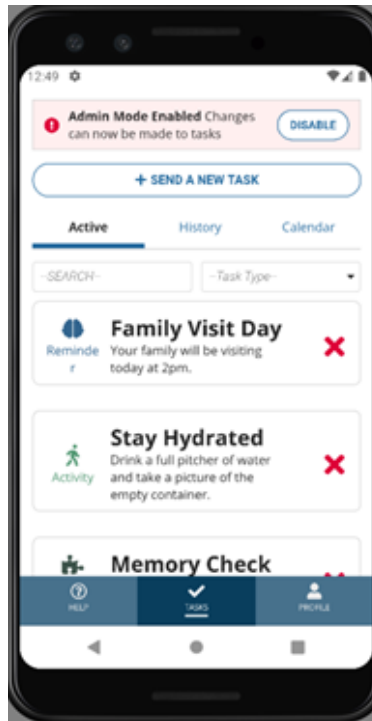 12:49
Admin Mode Enabled Changes
can now be made to tasks
DISABLE
+ SEND A NEW TASK
Active History Calendar
--SEARCH-- --Task Type--
Family Visit Day
Reminde
r
Your family will be visiting
today at 2pm.
Stay Hydrated
Activity
Drink a full pitcher of water
and take a picture of the
empty container.
Memory Check
HELP TASKS PROFILE